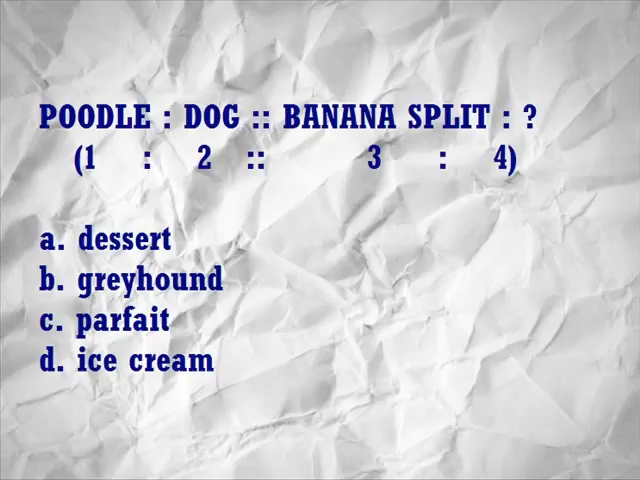 POODLE : DOG :: BANANA SPLIT : ?
(1 : 2 :: 3 : 4)
a. dessert
b. greyhound
c. parfait
d. ice cream